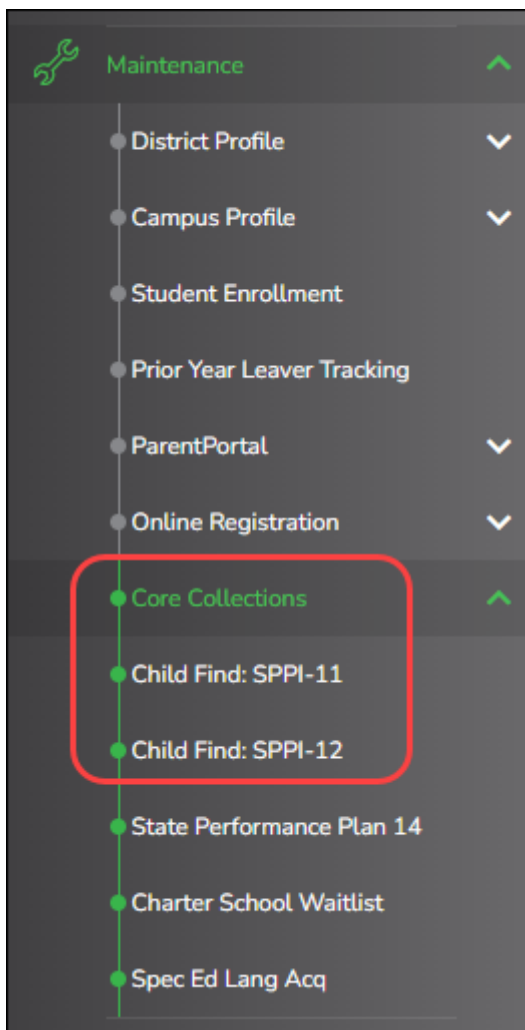 Maintenance
District Profile
Campus Profile
Student Enrollment
Prior Year Leaver Tracking
ParentPortal
Online Registration
Core Collections
Child Find: SPPI-11
Child Find: SPPI-12
State Performance Plan 14
Charter School Waitlist
Spec Ed Lang Acq